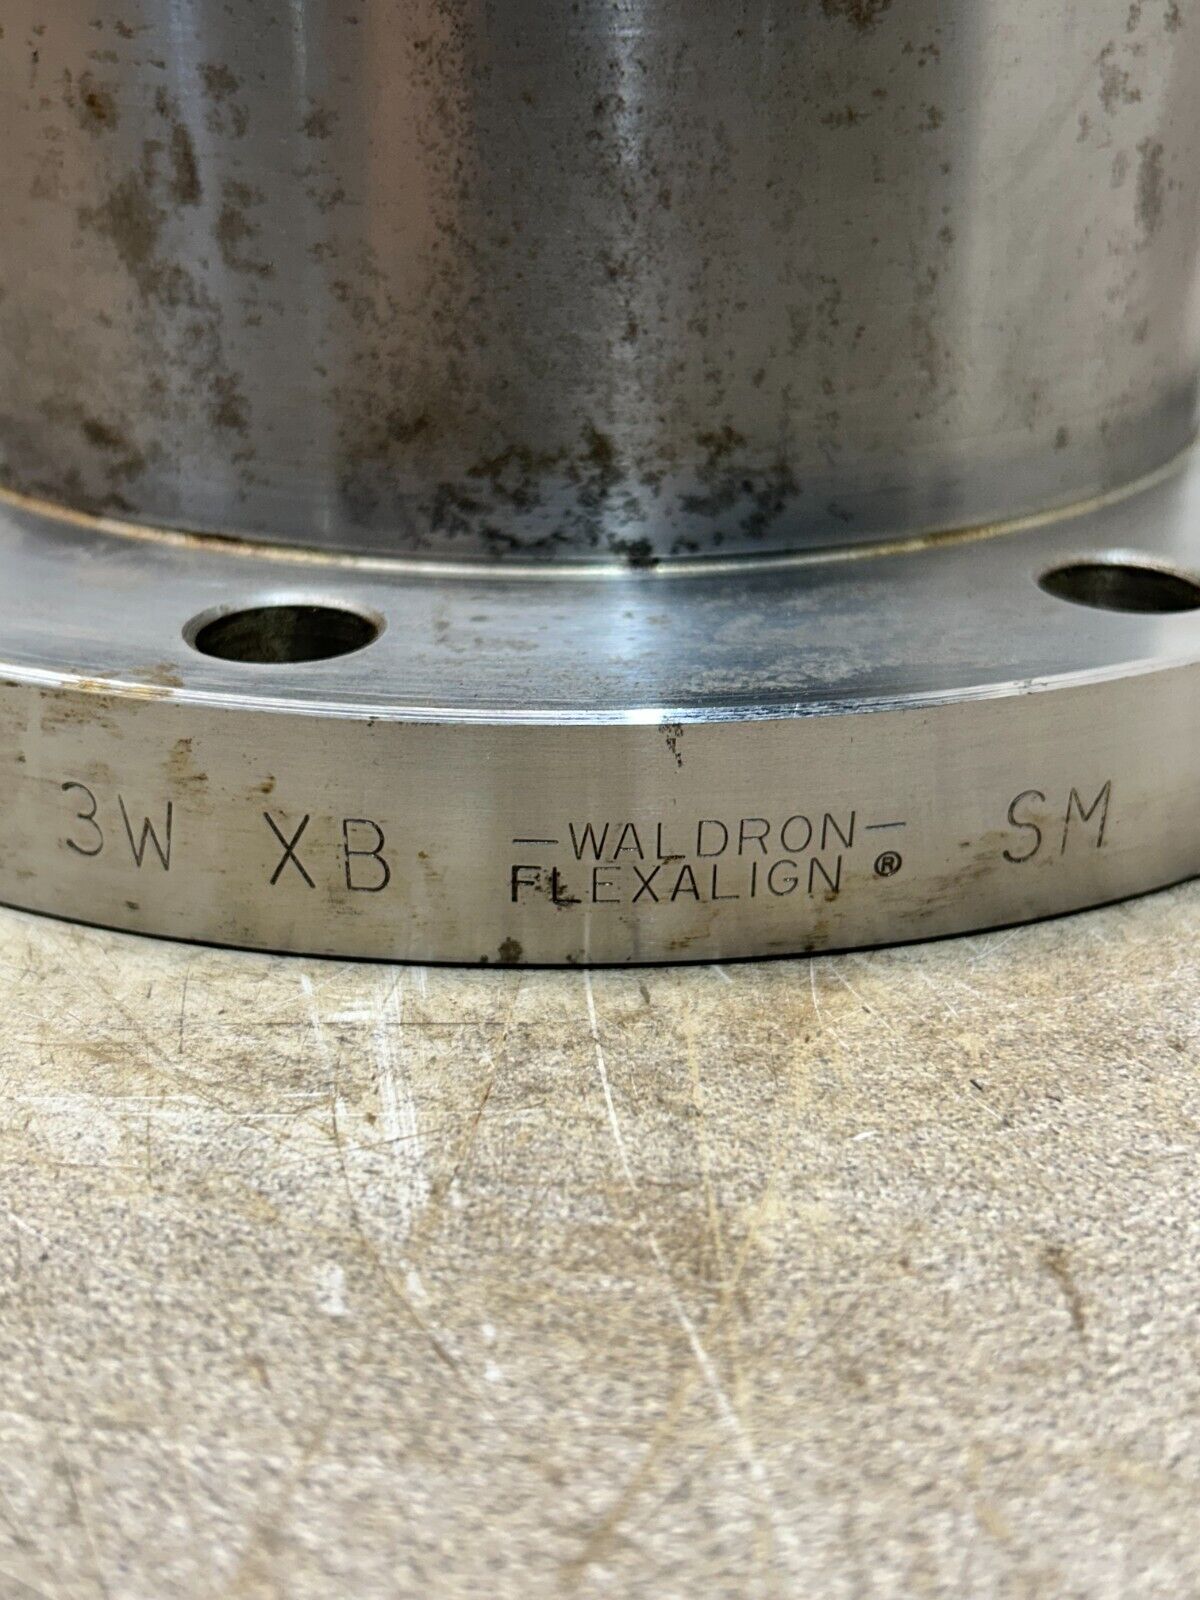 3W XB —WALDRON— SM
FLEXALIGN ®